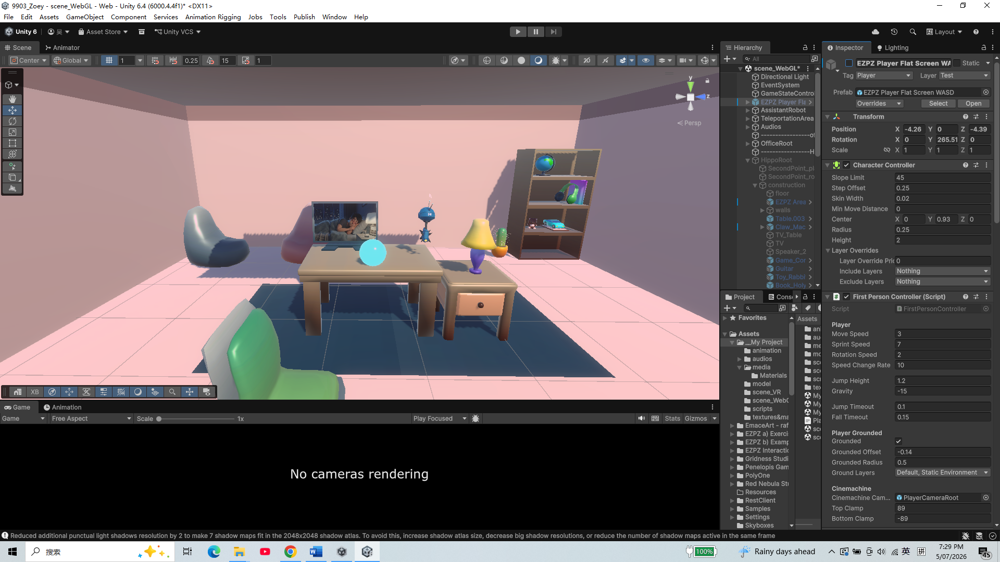 9903_Zoey - scene_WebGL - Web - Unity 6.4 (6000.4.4f1)* <DX11>
File Edit Assets GameObject Component Services Animation Rigging Jobs Tools Publish Window Help
Unity 6 吴 Asset Store Unity VCS Layout
Scene Animator
Center Global 1 0.25 15 1 2D
y
z
Persp
XB
Game Animation
Game Free Aspect Scale 1x Play Focused Stats Gizmos
No cameras rendering
Hierarchy
All
scene_WebGL*
Directional Light
EventSystem
GameStateContro
EZPZ Player Fla
AssistantRobot
TeleportationArea
Audios
-----------------of
OfficeRoot
-----------------H
HippoRoot
SecondPoint_pl
SecondPoint_ro
construction
floor
EZPZ Area
walls
Table.003
Claw_Mac
TV_Table
TV
Speaker_2
Game_Cor
Guitar
Toy_Rabbi
Book_Holy
Project Cons
Favorites
Assets
__My Project
animation
audios
media
Materials
model
scene_VR
scene_WebG
scripts
textures&ma
EmaceArt - raf
EZPZ a) Exerci
EZPZ b) Examp
EZPZ Interactic
Gridness Studi
Penelopis Gam
PolyOne
Red Nebula Stu
Resources
RestClient
Samples
Settings
Skyboxes
Assets
ani
au
me
mo
sce
sce
scr
tex
My
My
My
Pla
sce
sce
Inspector Lighting
EZPZ Player Flat Screen WA Static
Tag Player Layer Test
Prefab EZPZ Player Flat Screen WASD
Overrides Select Open
Transform
Position X -4.26 Y 0 Z -4.39
Rotation X 0 Y 265.51 Z 0
Scale X 1 Y 1 Z 1
Character Controller
Slope Limit 45
Step Offset 0.25
Skin Width 0.02
Min Move Distance 0
Center X 0 Y 0.93 Z 0
Radius 0.25
Height 2
Layer Overrides
Layer Override Pric 0
Include Layers Nothing
Exclude Layers Nothing
First Person Controller (Script)
Script FirstPersonController
Player
Move Speed 3
Sprint Speed 7
Rotation Speed 2
Speed Change Rate 10
Jump Height 1.2
Gravity -15
Jump Timeout 0.1
Fall Timeout 0.15
Player Grounded
Grounded
Grounded Offset -0.14
Grounded Radius 0.5
Ground Layers Default, Static Environment
Cinemachine
Cinemachine Cam... PlayerCameraRoot
Top Clamp 89
Bottom Clamp -89
Reduced additional punctual light shadows resolution by 2 to make 7 shadow maps fit in the 2048x2048 shadow atlas. To avoid this, increase shadow atlas size, decrease big shadow resolutions, or reduce the number of shadow maps active in the same frame
搜索 100% Rainy days ahead 英 拼 7:29 PM
5/07/2026 45